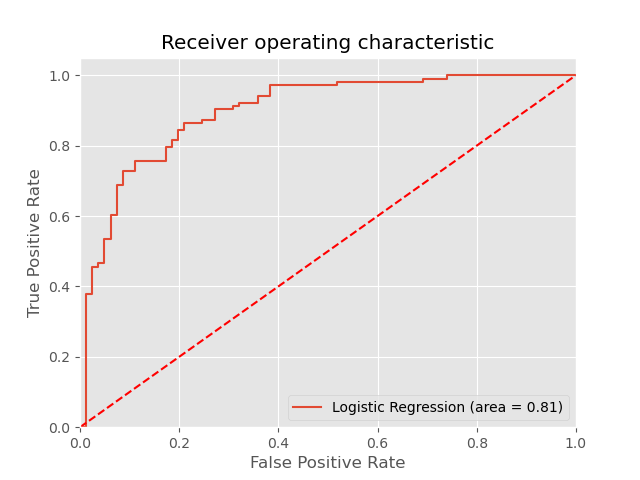 Receiver operating characteristic
True Positive Rate
1.0
0.8
0.6
0.4
0.2
0.0
Logistic Regression (area = 0.81)
0.0 0.2 0.4 0.6 0.8 1.0
False Positive Rate